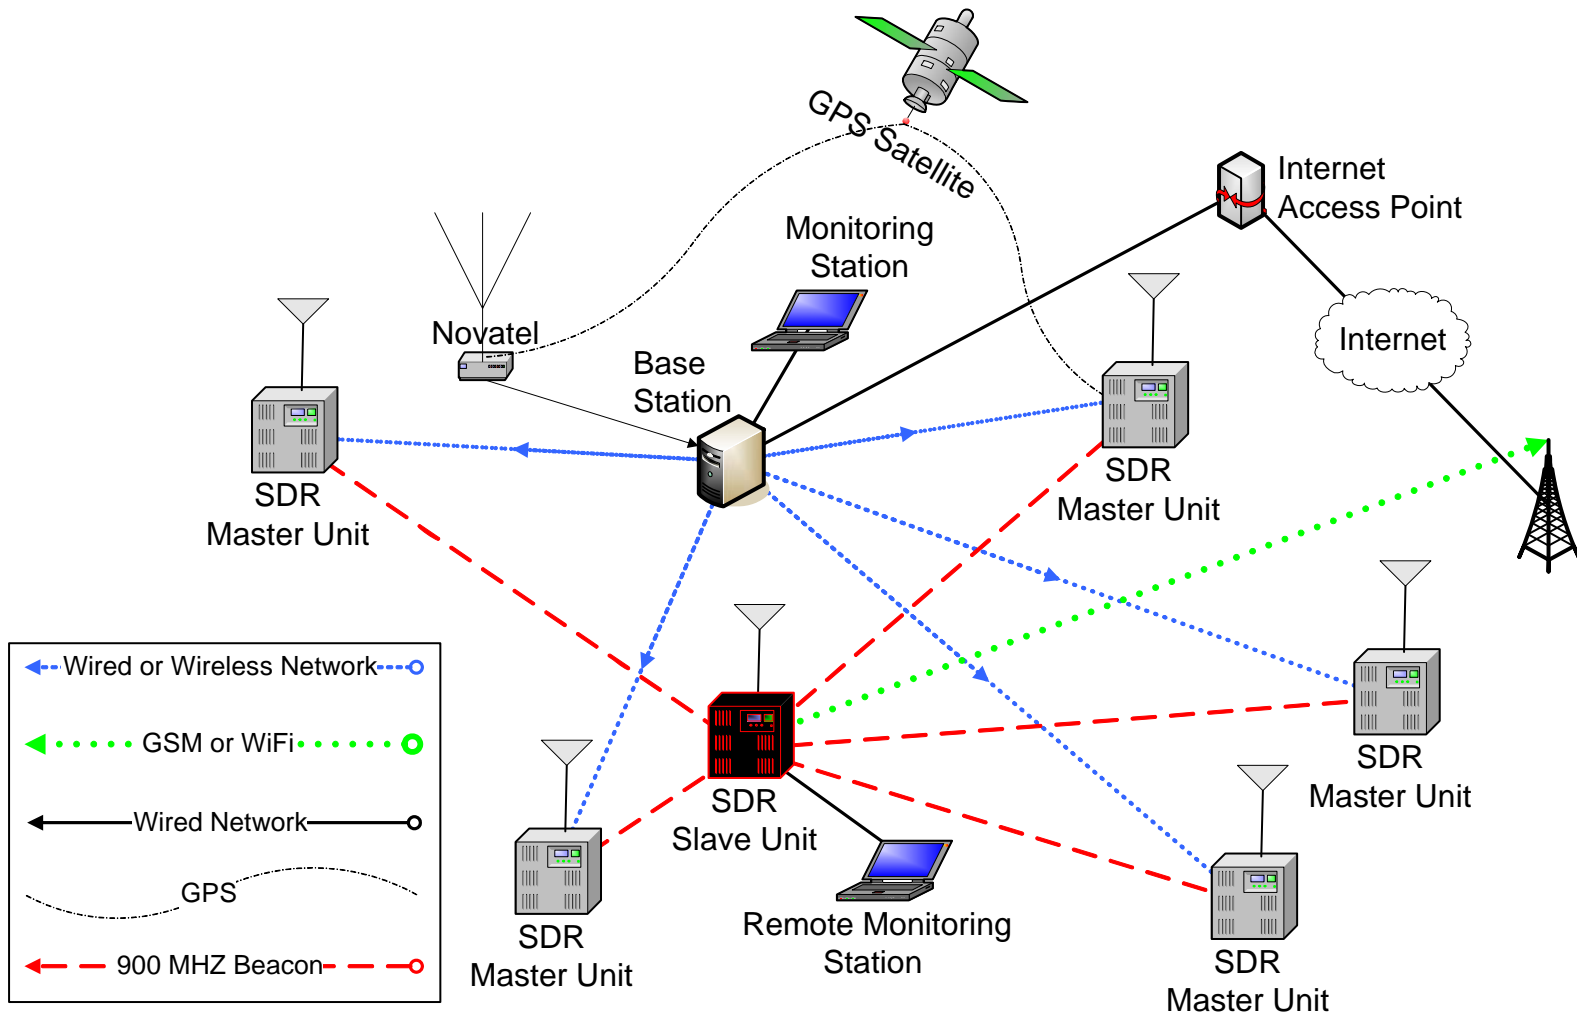 GPS Satellite
Internet
Access Point
Monitoring
Station
Novatel
Internet
Base
Station
SDR
Master Unit
SDR
Master Unit
Wired or Wireless Network
GSM or WiFi
Wired Network
GPS
900 MHZ Beacon
SDR
Slave Unit
SDR
Master Unit
SDR
Master Unit
Remote Monitoring
Station
SDR
Master Unit